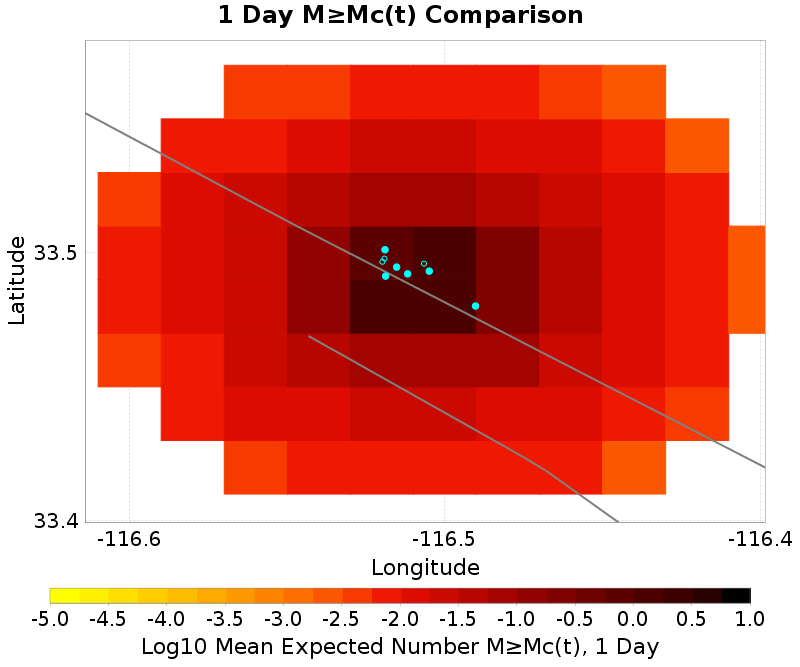 1 Day M≥Mc(t) Comparison
Latitude
33.5
33.4
-116.6 -116.5 -116.4
Longitude
-5.0 -4.5 -4.0 -3.5 -3.0 -2.5 -2.0 -1.5 -1.0 -0.5 0.0 0.5 1.0
Log10 Mean Expected Number M≥Mc(t), 1 Day